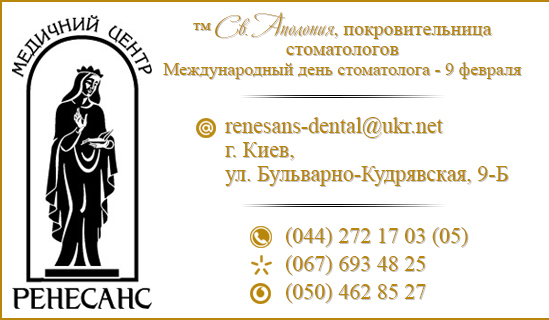 МЕДИЧНИЙ ЦЕНТР
РЕНЕСАНС
™ Св. Аполония, покровительница
стоматологов
Международный день стоматолога - 9 февраля
renesans-dental@ukr.net
г. Киев,
ул. Бульварно-Кудрявская, 9-Б
(044) 272 17 03 (05)
(067) 693 48 25
(050) 462 85 27